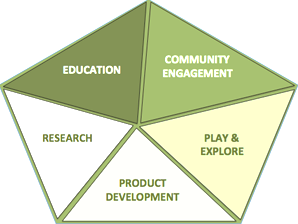 EDUCATION
COMMUNITY
ENGAGEMENT
RESEARCH
PLAY &
EXPLORE
PRODUCT
DEVELOPMENT